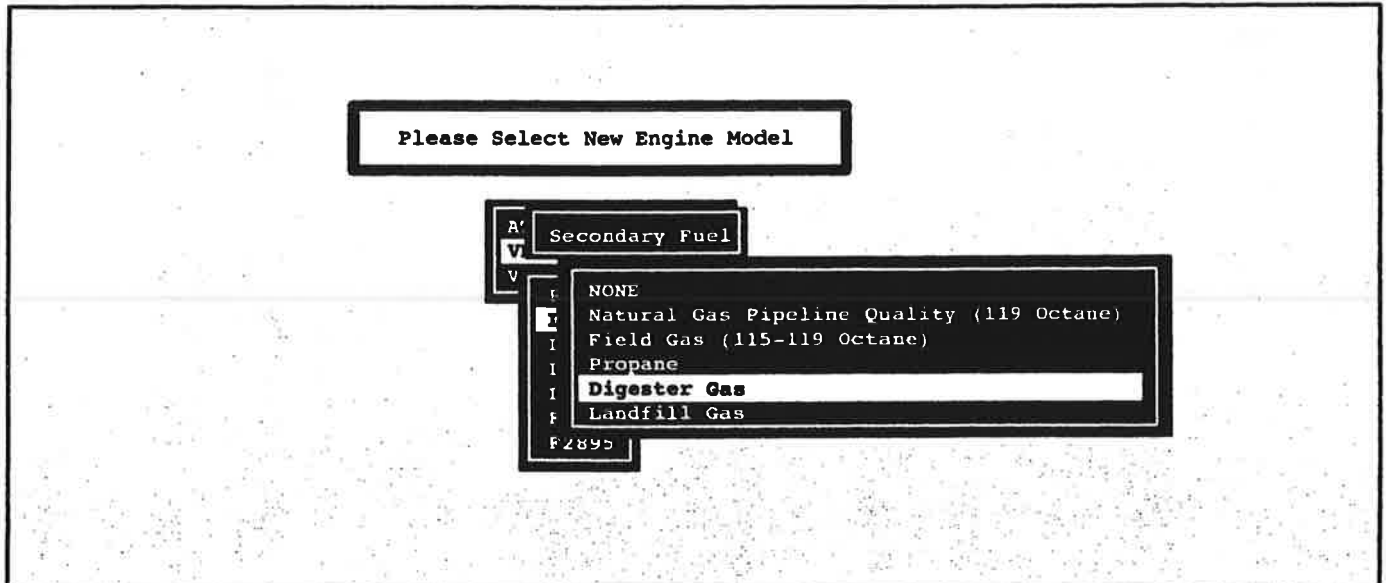 Please Select New Engine Model
Secondary Fuel
NONE
Natural Gas Pipeline Quality (119 Octane)
Field Gas (115-119 Octane)
Propane
Digester Gas
Landfill Gas
F2895